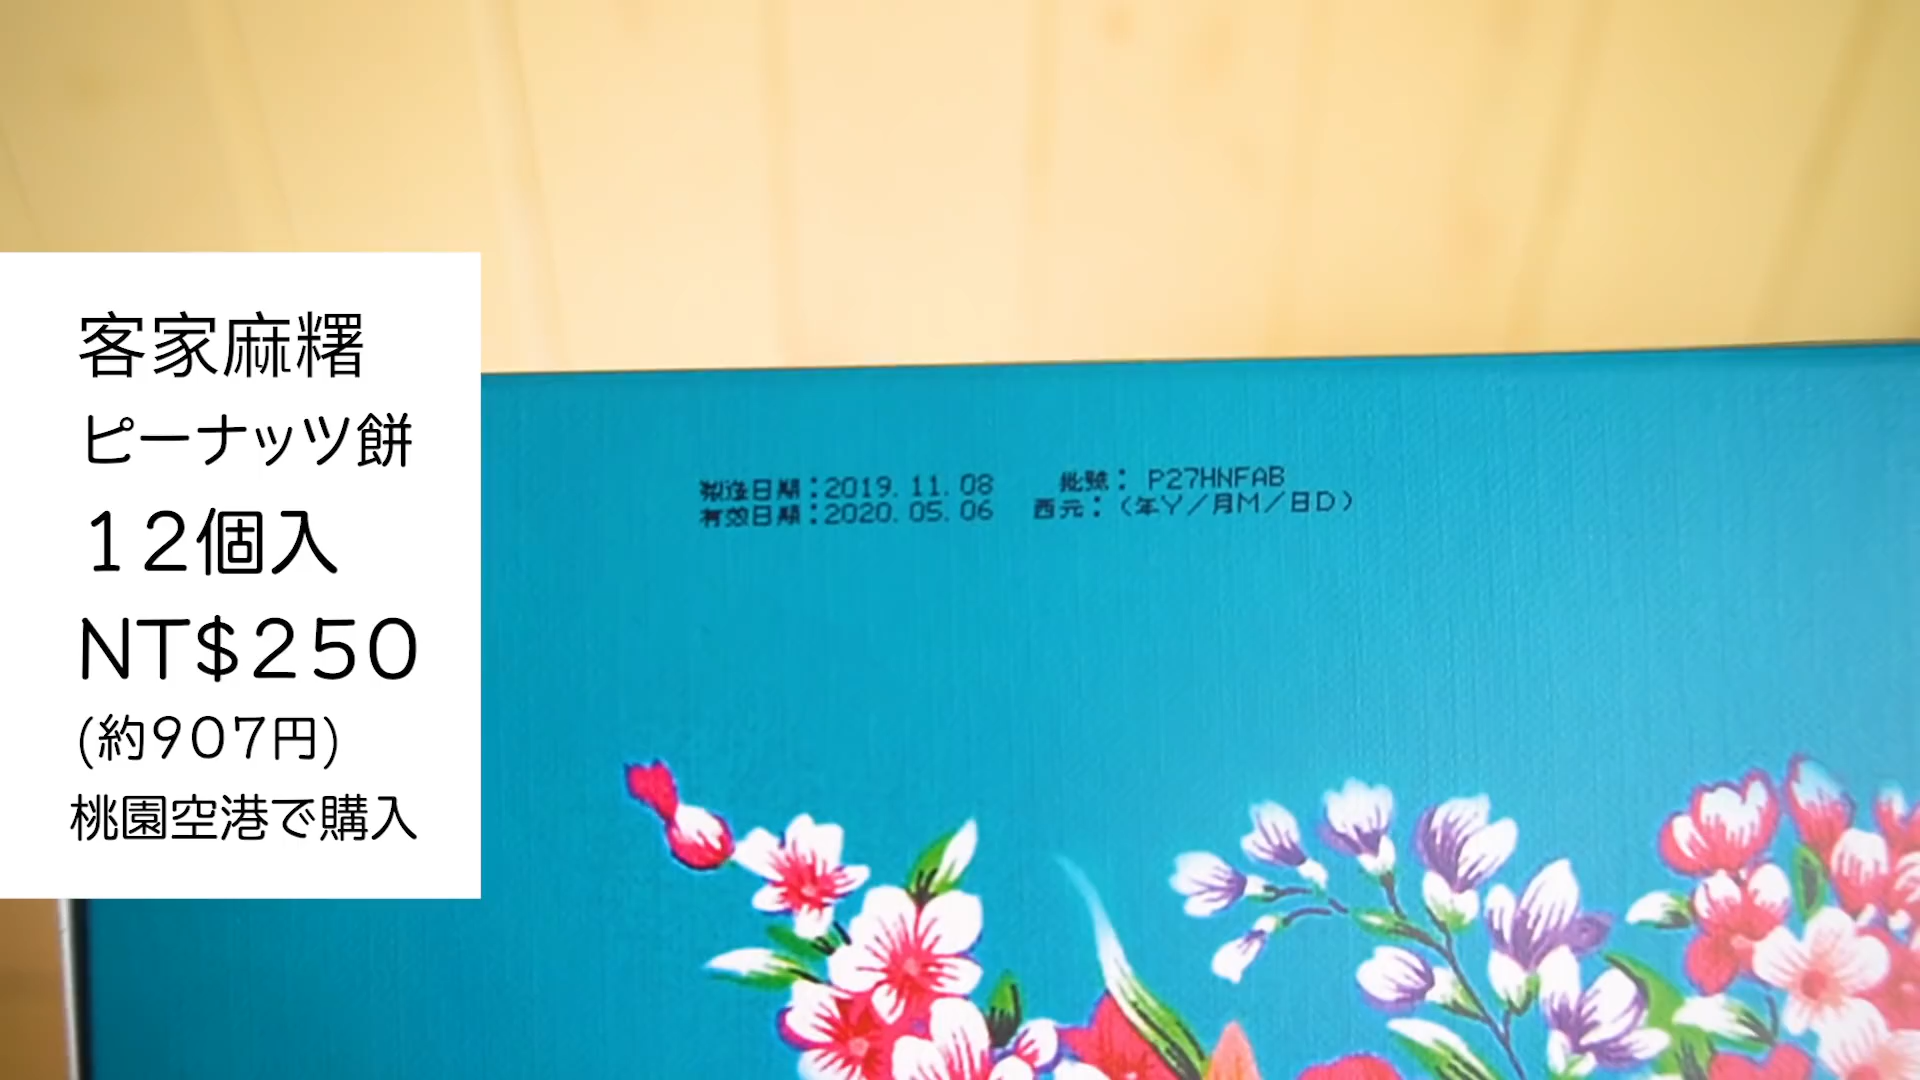 客家麻糬
ピーナッツ餅
12個入
NT$250
(約907円)
桃園空港で購入
製造日期:2019.11.08 批號: P27HNFAB
有效日期:2020.05.06 西元:(年Y/月M/日D)